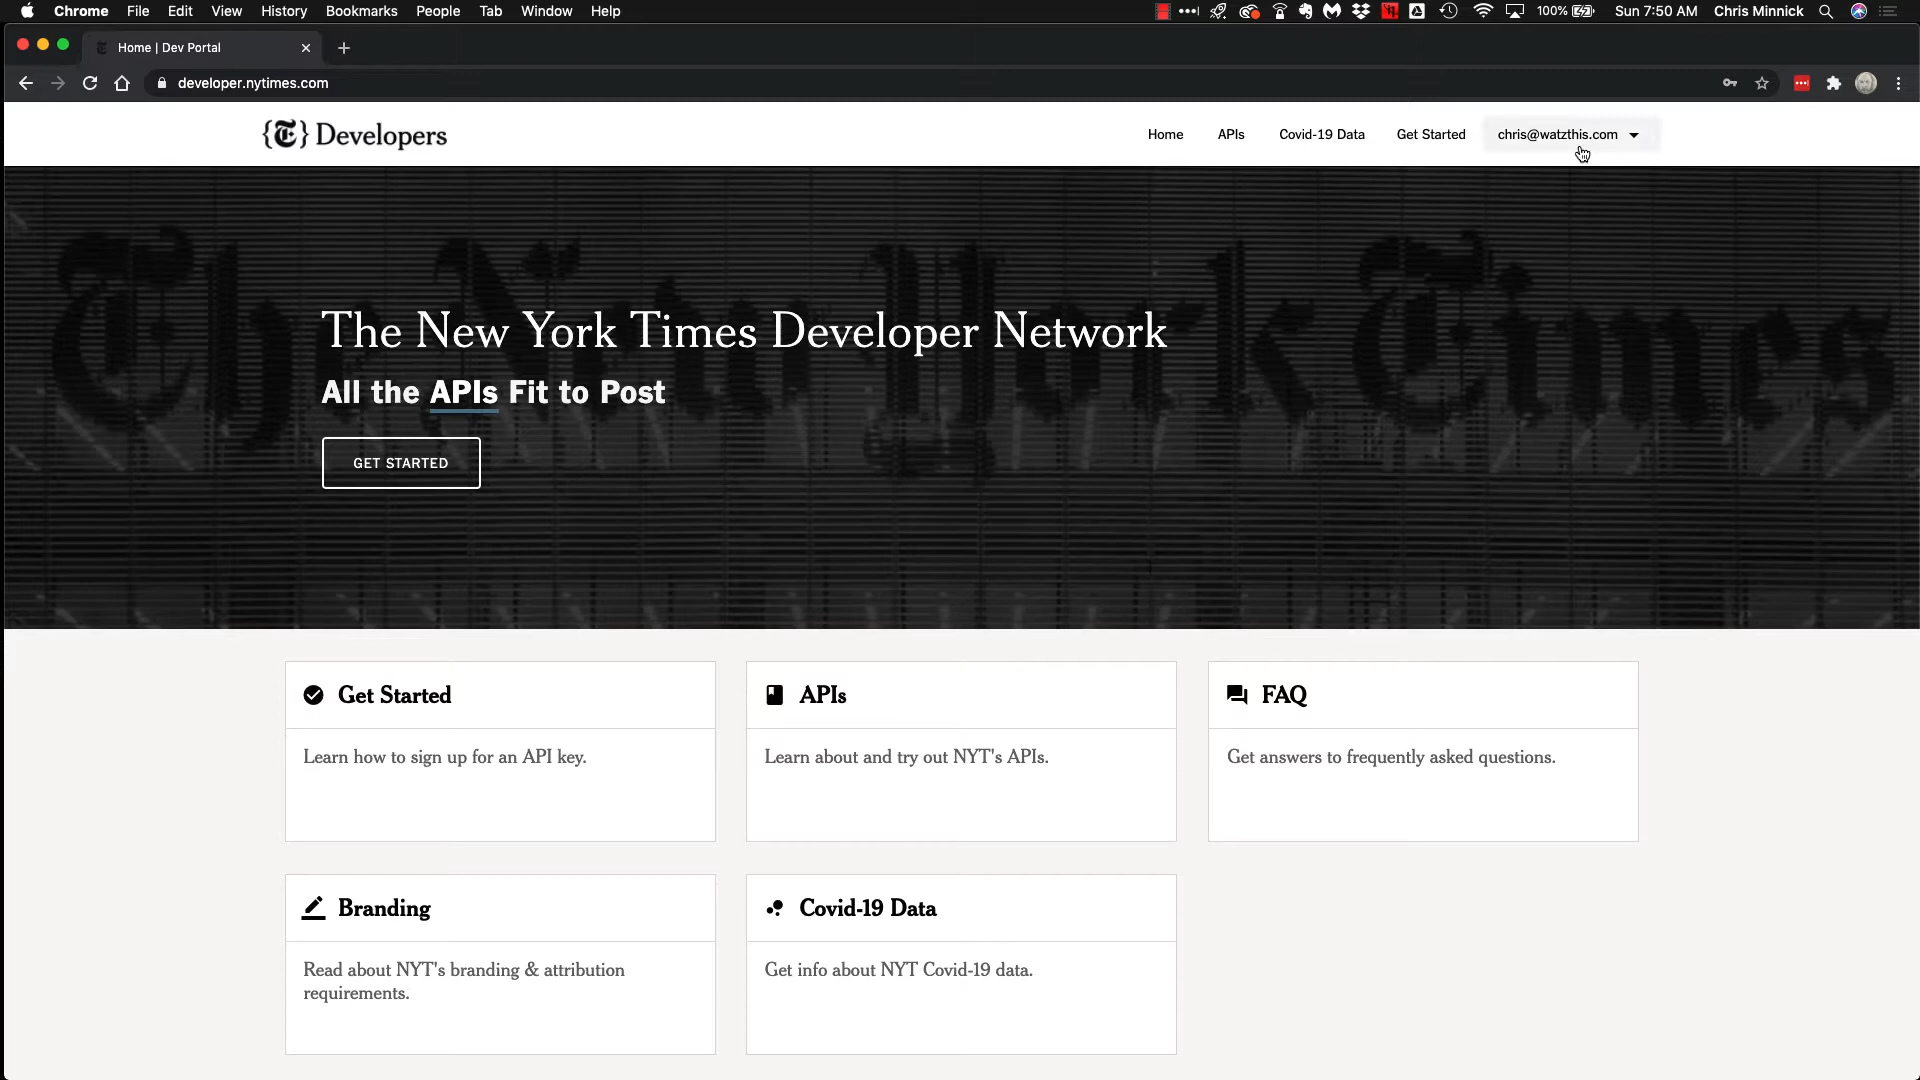 Chrome File Edit View History Bookmarks People Tab Window Help 100% Sun 7:50 AM Chris Minnick
Home | Dev Portal
developer.nytimes.com
{T} Developers Home APIs Covid-19 Data Get Started chris@watzthis.com
The New York Times
The New York Times Developer Network
All the APIs Fit to Post
GET STARTED
Get Started
Learn how to sign up for an API key.
APIs
Learn about and try out NYT's APIs.
FAQ
Get answers to frequently asked questions.
Branding
Read about NYT's branding & attribution
requirements.
Covid-19 Data
Get info about NYT Covid-19 data.